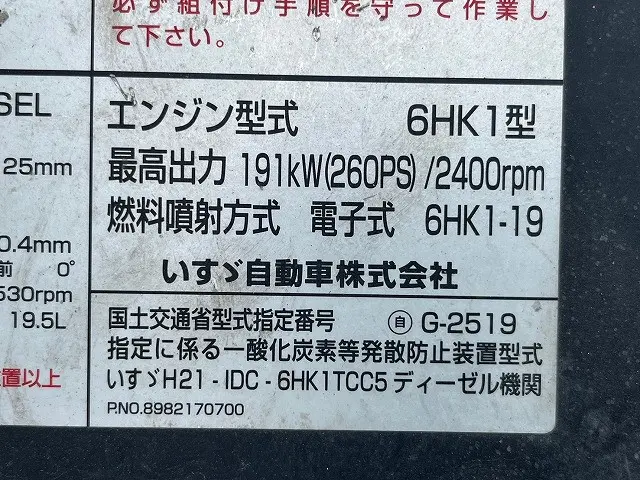 必ず組付け手順を守って作業し
て下さい。
SEL
25mm
0.4mm
前 0°
530rpm
19.5L
置以上
エンジン型式 6HK1型
最高出力 191kW(260PS)/2400rpm
燃料噴射方式 電子式 6HK1-19
いすゞ自動車株式会社
国土交通省型式指定番号 ㊐ G-2519
指定に係る一酸化炭素等発散防止装置型式
いすゞH21-IDC-6HK1TCC5ディーゼル機関
P.NO.8982170700